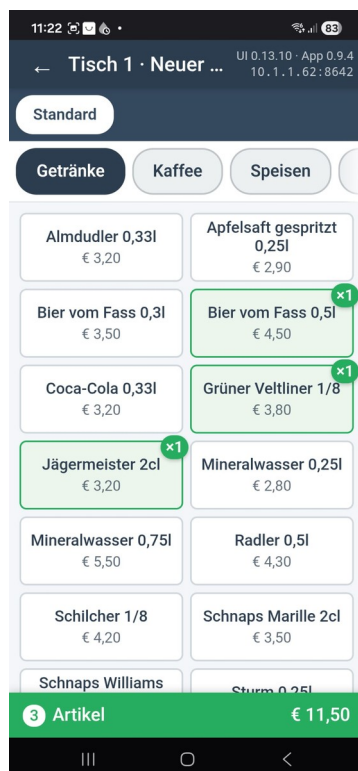 11:22
83
← Tisch 1 · Neuer ...
UI 0.13.10 · App 0.9.4
10.1.1.62:8642
Standard
Getränke
Kaffee
Speisen
Almdudler 0,33l
€ 3,20
Apfelsaft gespritzt
0,25l
€ 2,90
Bier vom Fass 0,3l
€ 3,50
×1
Bier vom Fass 0,5l
€ 4,50
Coca-Cola 0,33l
€ 3,20
×1
Grüner Veltliner 1/8
€ 3,80
×1
Jägermeister 2cl
€ 3,20
Mineralwasser 0,25l
€ 2,80
Mineralwasser 0,75l
€ 5,50
Radler 0,5l
€ 4,30
Schilcher 1/8
€ 4,20
Schnaps Marille 2cl
€ 3,50
Schnaps Williams
Sturm 0,25l
3 Artikel
€ 11,50